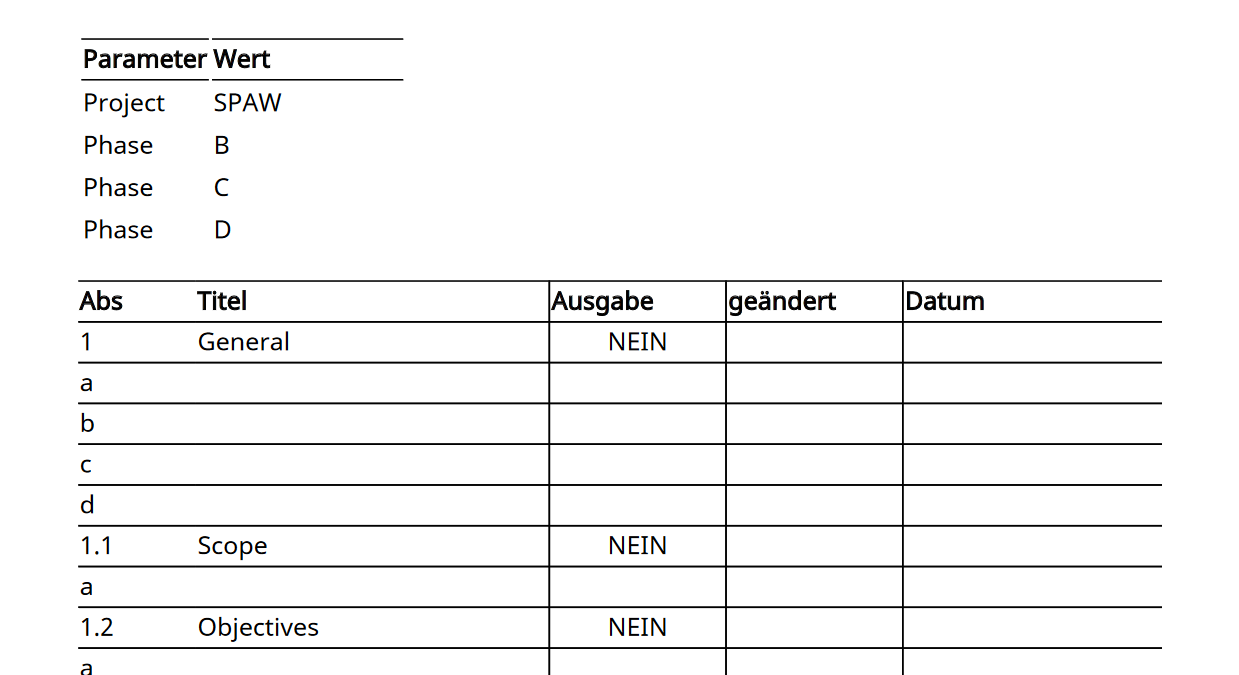 Parameter Wert
Project SPAW
Phase B
Phase C
Phase D
Abs Titel Ausgabe geändert Datum
1 General NEIN
a
b
c
d
1.1 Scope NEIN
a
1.2 Objectives NEIN
a